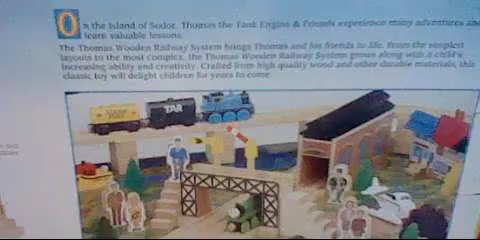 On the Island of Sodor, Thomas the Tank Engine & Friends experience many adventures and
learn valuable lessons.
The Thomas Wooden Railway System brings Thomas and his friends to life. From the simplest
layouts to the most complex, the Thomas Wooden Railway System grows along with a child's
increasing ability and creativity. Crafted from high quality wood and other durable materials, this
classic toy will delight children for years to come.
TAR